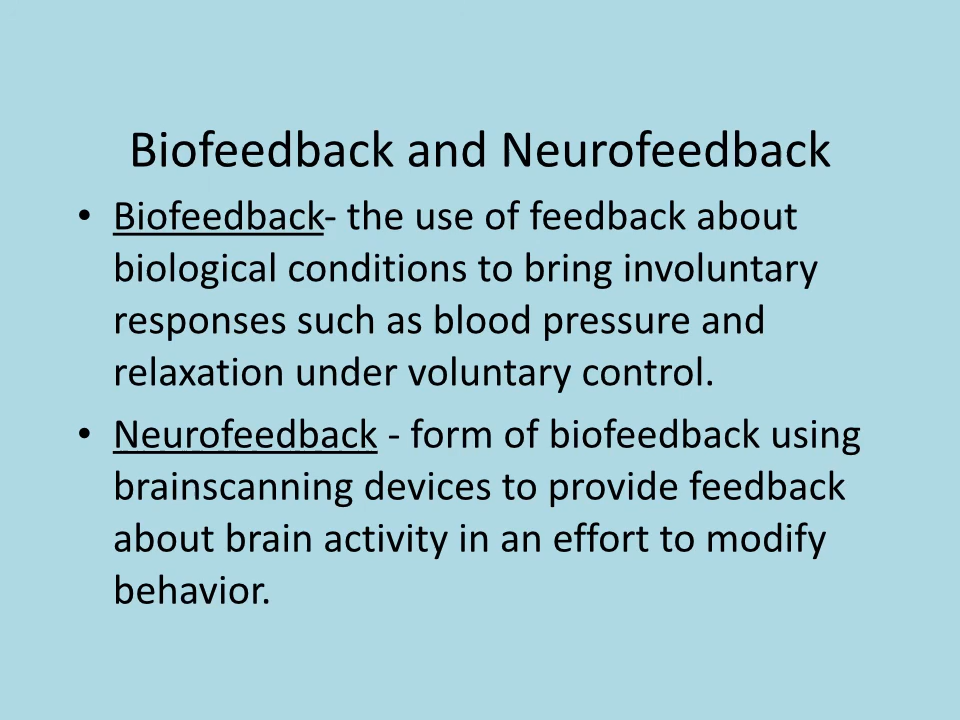 Biofeedback and Neurofeedback
• Biofeedback- the use of feedback about
biological conditions to bring involuntary
responses such as blood pressure and
relaxation under voluntary control.
• Neurofeedback - form of biofeedback using
brainscanning devices to provide feedback
about brain activity in an effort to modify
behavior.